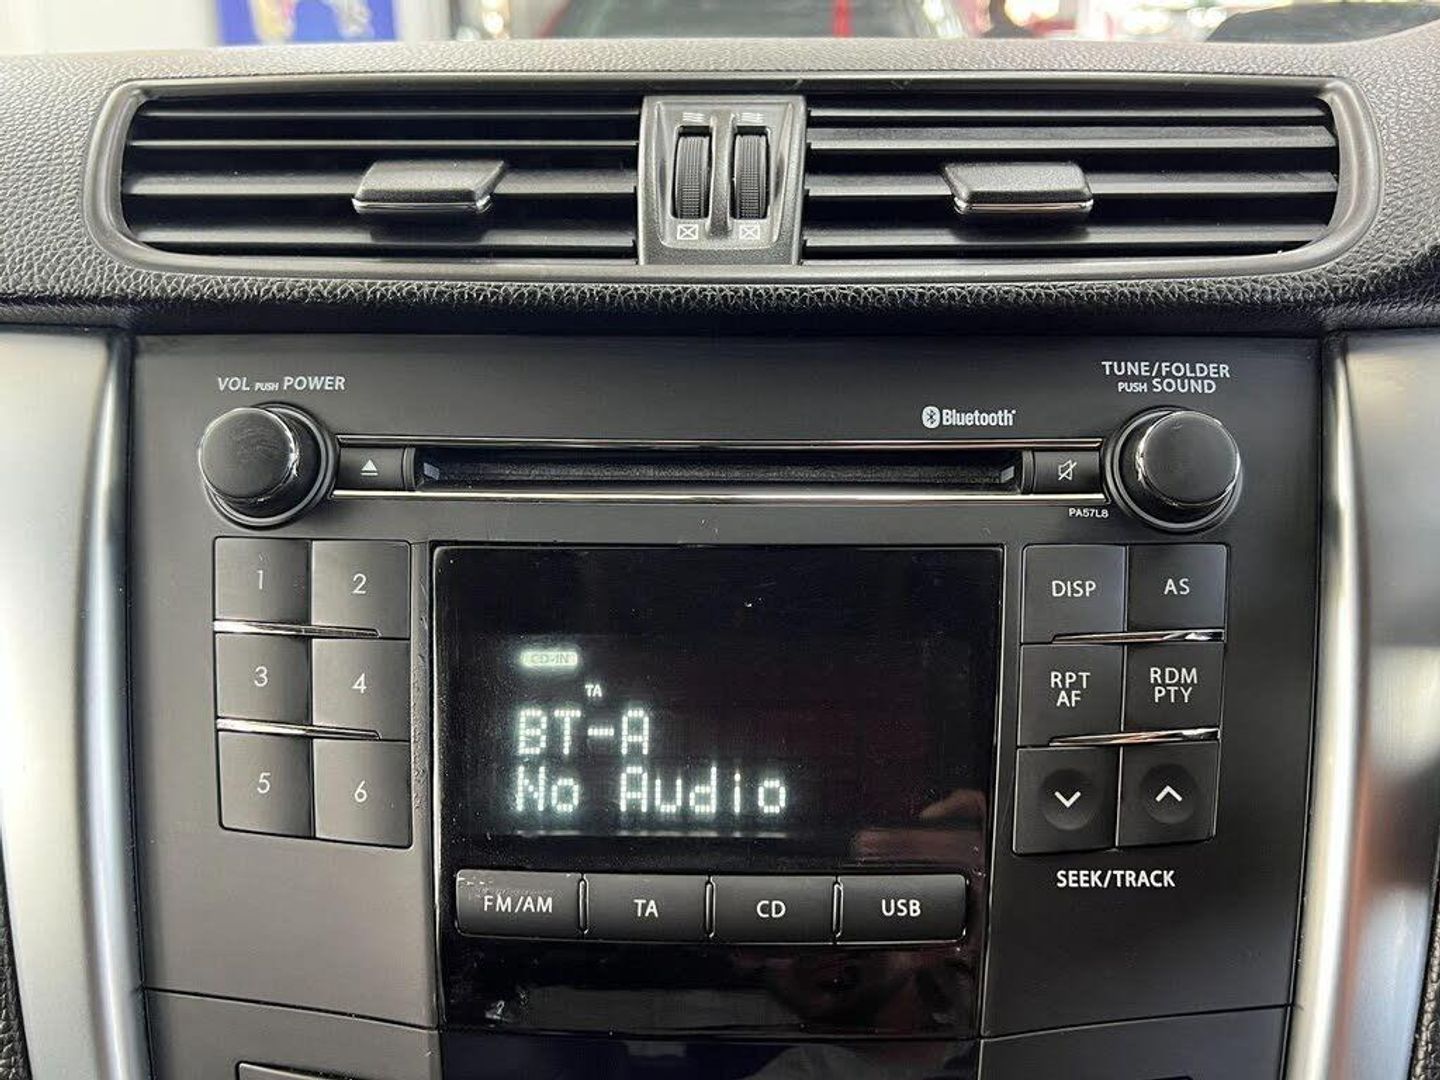 VOL PUSH POWER
TUNE/FOLDER
PUSH SOUND
Bluetooth
PA57L8
1
2
3
4
5
6
CD-IN
TA
BT-A
No Audio
DISP
AS
RPT
AF
RDM
PTY
SEEK/TRACK
FM/AM
TA
CD
USB